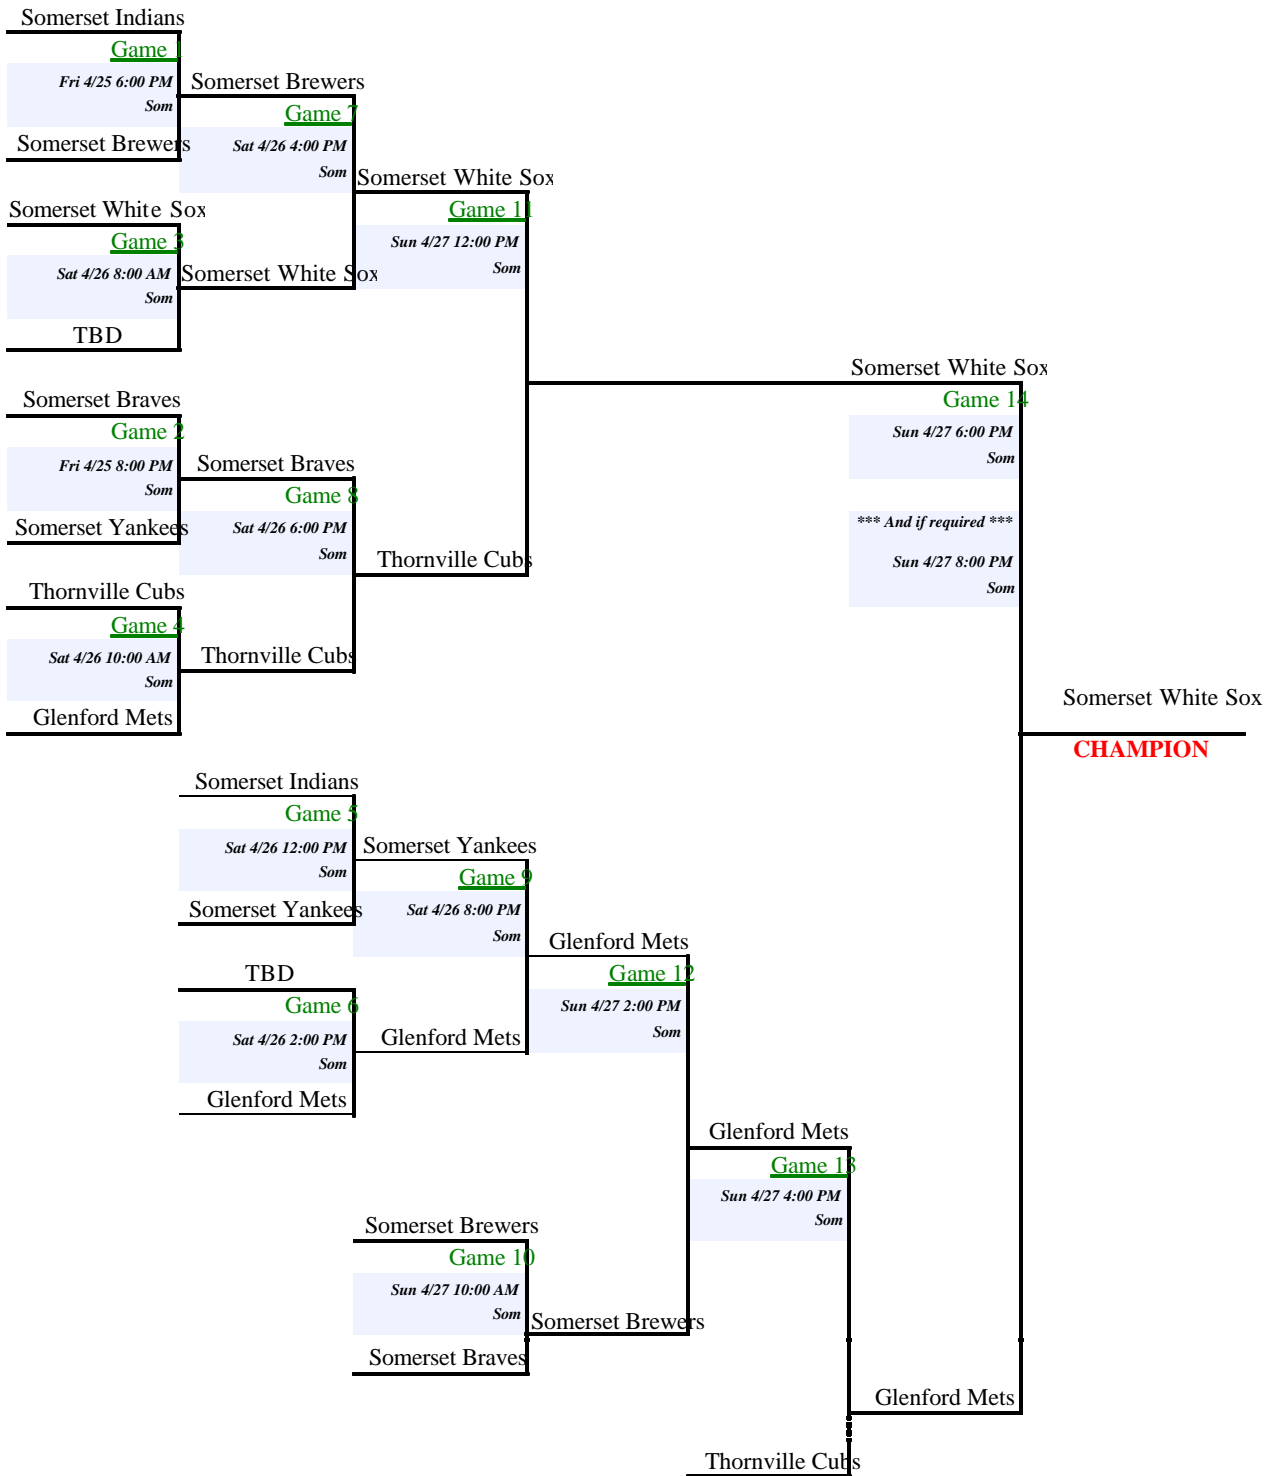 Somerset Indians
Game 1
Fri 4/25 6:00 PM
Som
Somerset Brewers
Somerset Brewers
Game 7
Sat 4/26 4:00 PM
Som
Somerset White Sox
Game 3
Sat 4/26 8:00 AM
Som
TBD
Somerset White Sox
Somerset White Sox
Game 11
Sun 4/27 12:00 PM
Som
Somerset Braves
Game 2
Fri 4/25 8:00 PM
Som
Somerset Yankees
Somerset Braves
Game 8
Sat 4/26 6:00 PM
Som
Thornville Cubs
Thornville Cubs
Game 4
Sat 4/26 10:00 AM
Som
Glenford Mets
Thornville Cubs
Somerset White Sox
Game 14
Sun 4/27 6:00 PM
Som
*** And if required ***
Sun 4/27 8:00 PM
Som
Somerset White Sox
CHAMPION
Somerset Indians
Game 5
Sat 4/26 12:00 PM
Som
Somerset Yankees
Somerset Yankees
Game 9
Sat 4/26 8:00 PM
Som
TBD
Game 6
Sat 4/26 2:00 PM
Som
Glenford Mets
Glenford Mets
Glenford Mets
Game 12
Sun 4/27 2:00 PM
Som
Somerset Brewers
Game 10
Sun 4/27 10:00 AM
Som
Somerset Braves
Somerset Brewers
Glenford Mets
Game 13
Sun 4/27 4:00 PM
Som
Thornville Cubs
Glenford Mets